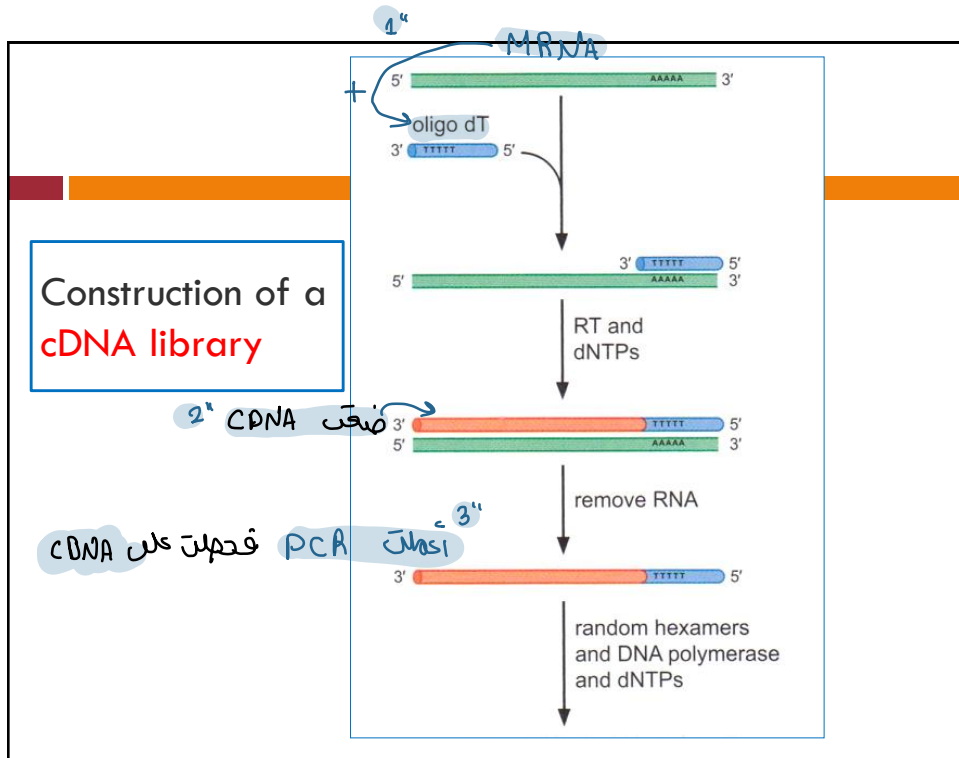 1"
MRNA
5' AAAAA 3'
+
oligo dT
3' TTTTT 5'
3' TTTTT 5'
5' AAAAA 3'
Construction of a
cDNA library
RT and
dNTPs
2" CDNA 3' TTTTT 5'
5' AAAAA 3'
remove RNA
3"
PCR فحصلت على CDNA
3' TTTTT 5'
random hexamers
and DNA polymerase
and dNTPs